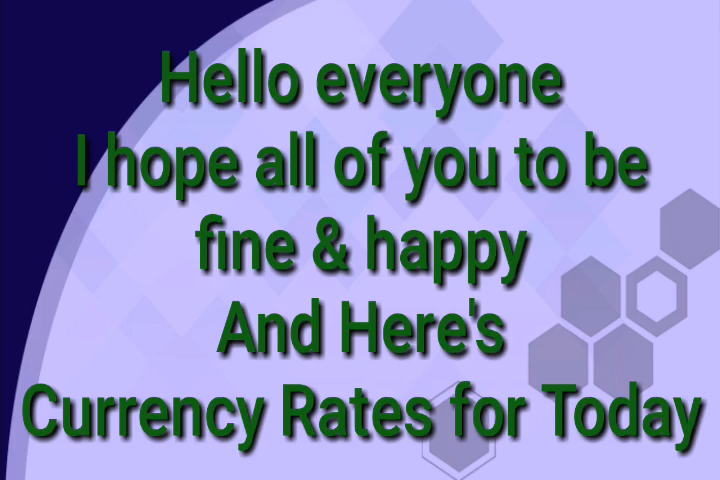 Hello everyone
I hope all of you to be
fine & happy
And Here's
Currency Rates for Today